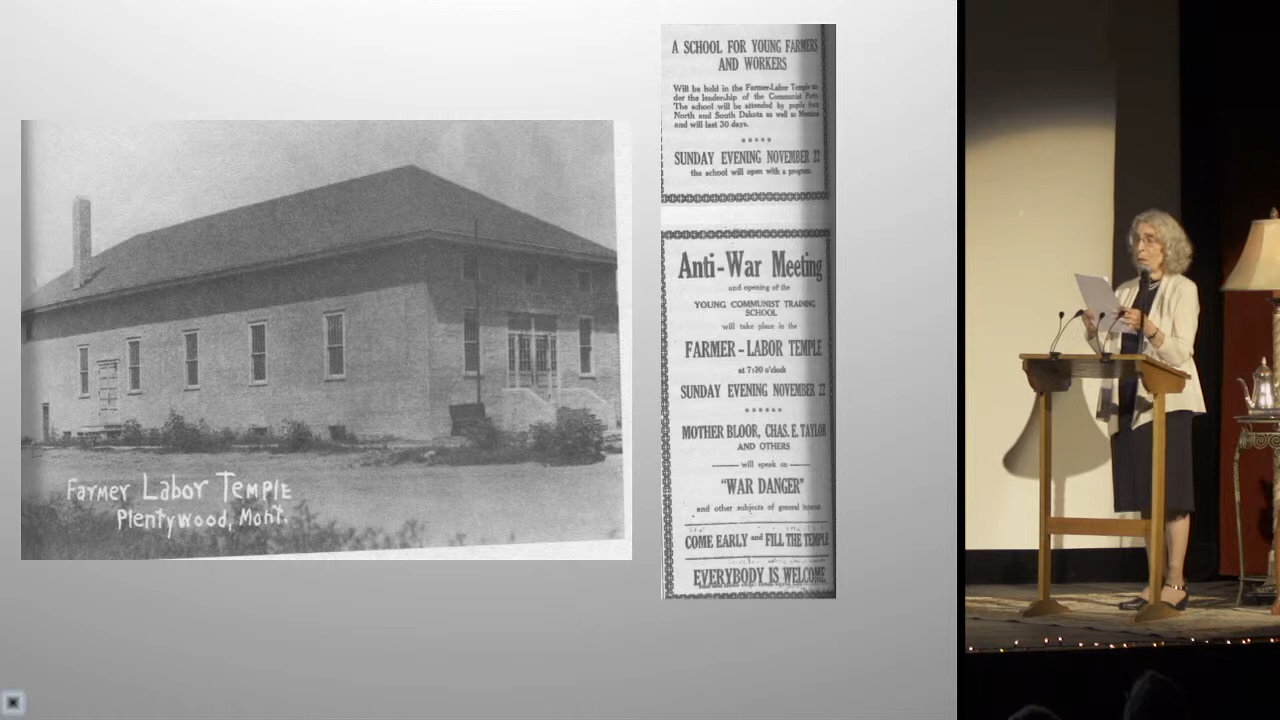 Farmer Labor Temple
Plentywood, Mont.
A SCHOOL FOR YOUNG FARMERS
AND WORKERS
Will be held in the Farmer-Labor Temple un-
der the leadership of the Communist Party.
The school will be attended by pupils from
North and South Dakota as well as Montana
and will last 30 days.
*****
SUNDAY EVENING NOVEMBER 22
the school will open with a program.
Anti-War Meeting
and opening of the
YOUNG COMMUNIST TRAINING
SCHOOL
will take place in the
FARMER-LABOR TEMPLE
at 7:30 o'clock
SUNDAY EVENING NOVEMBER 22
******
MOTHER BLOOR, CHAS. E. TAYLOR
AND OTHERS
will speak on
"WAR DANGER"
and other subjects of general interest
COME EARLY and FILL THE TEMPLE
EVERYBODY IS WELCOME